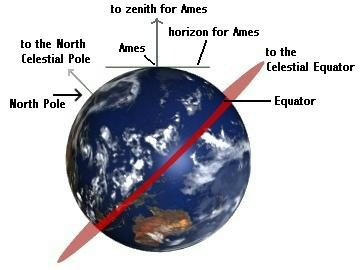 to zenith for Ames
horizon for Ames
Ames
to the North
Celestial Pole
to the
Celestial Equator
North Pole
Equator